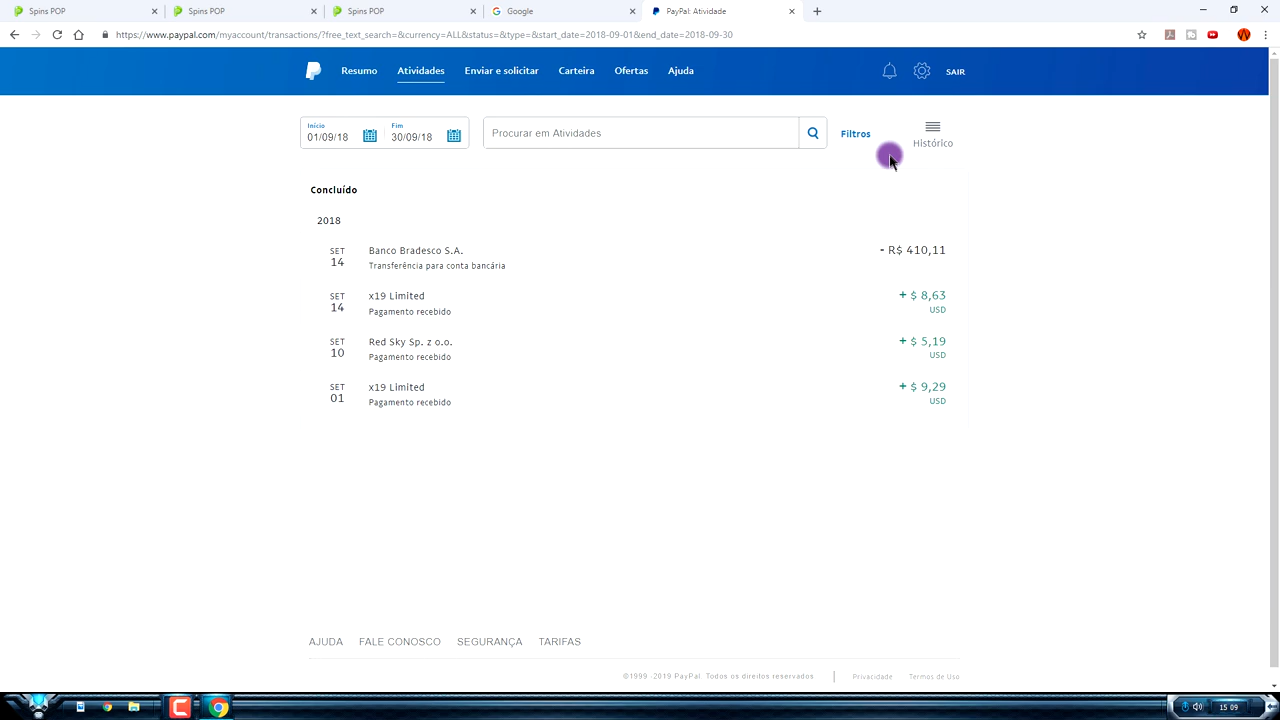 Spins POP
Spins POP
Spins POP
Google
PayPal: Atividade
https://www.paypal.com/myaccount/transactions/?free_text_search=&currency=ALL&status=&type=&start_date=2018-09-01&end_date=2018-09-30
Resumo Atividades Enviar e solicitar Carteira Ofertas Ajuda SAIR
Início Fim
01/09/18 30/09/18
Procurar em Atividades
Filtros
Histórico
Concluído
2018
SET 14
Banco Bradesco S.A. - R$ 410,11
Transferência para conta bancária
SET 14
x19 Limited + $ 8,63
Pagamento recebido USD
SET 10
Red Sky Sp. z o.o. + $ 5,19
Pagamento recebido USD
SET 01
x19 Limited + $ 9,29
Pagamento recebido USD
AJUDA FALE CONOSCO SEGURANÇA TARIFAS
©1999 -2019 PayPal. Todos os direitos reservados Privacidade Termos de Uso
15 09